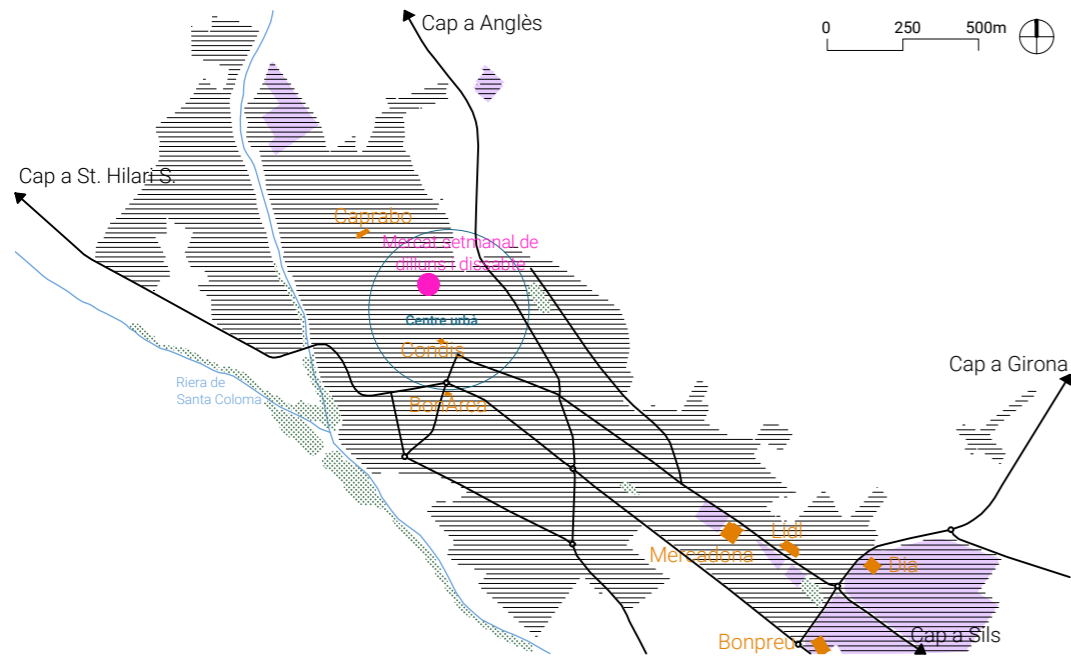 Cap a Anglès
0 250 500m
Cap a St. Hilari S.
Caprabo
Mercat setmanal de
dilluns i dissabte
Centre urbà
Condis
Cap a Girona
Riera de
Santa Coloma
BonÀrea
Lidl
Mercadona
Dia
Bonpreu
Cap a Sils